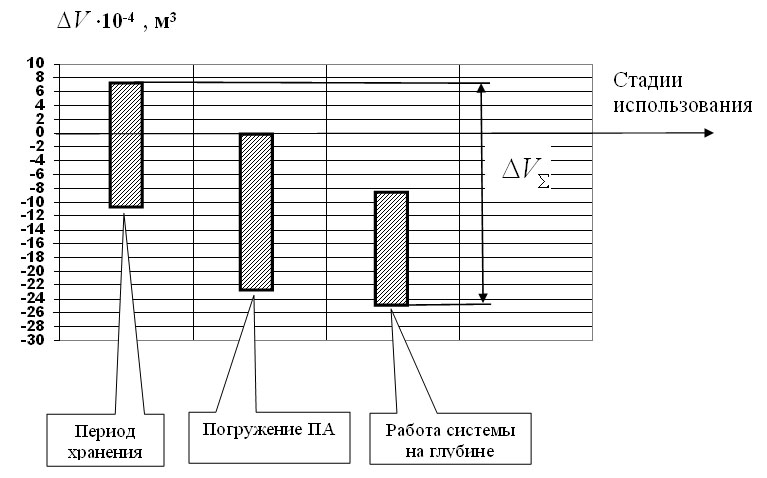 ΔV ·10-4 , м3
10
8
6
4
2
0
-2
-4
-6
-8
-10
-12
-14
-16
-18
-20
-22
-24
-26
-28
-30
Стадии
использования
ΔVΣ
Период
хранения
Погружение ПА
Работа системы
на глубине